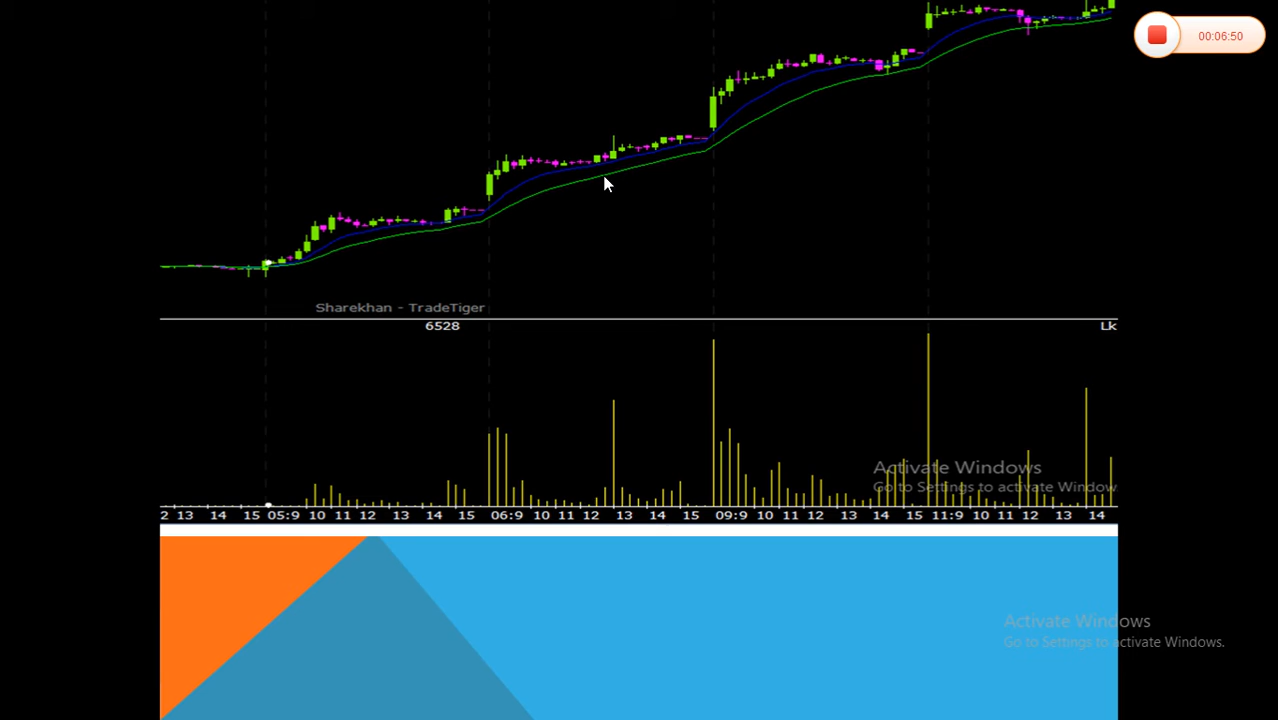 00:06:50
Sharekhan - TradeTiger
6528
Lk
Activate Windows
Go to Settings to activate Window
2 13 14 15 05:9 10 11 12 13 14 15 06:9 10 11 12 13 14 15 09:9 10 11 12 13 14 15 11:9 10 11 12 13 14
Activate Windows
Go to Settings to activate Windows.